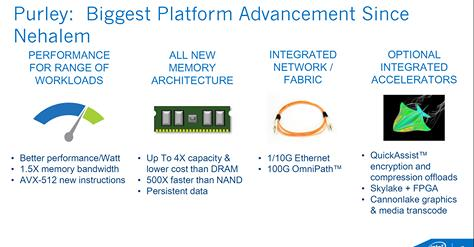 Purley:  Biggest Platform Advancement Since
Nehalem
PERFORMANCE
FOR RANGE OF
WORKLOADS
• Better performance/Watt
• 1.5X memory bandwidth
• AVX-512 new instructions
ALL NEW
MEMORY
ARCHITECTURE
• Up To 4X capacity &
lower cost than DRAM
• 500X faster than NAND
• Persistent data
INTEGRATED
NETWORK /
FABRIC
• 1/10G Ethernet
• 100G OmniPath™
OPTIONAL
INTEGRATED
ACCELERATORS
• QuickAssist™
encryption and
compression offloads
• Skylake + FPGA
• Cannonlake graphics
& media transcode